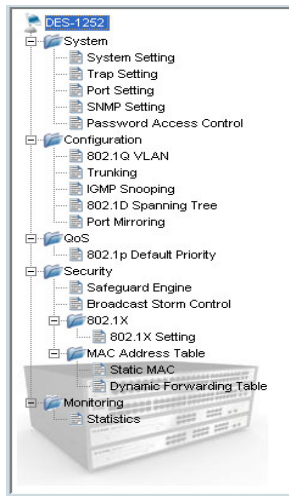 DES-1252
System
System Setting
Trap Setting
Port Setting
SNMP Setting
Password Access Control
Configuration
802.1Q VLAN
Trunking
IGMP Snooping
802.1D Spanning Tree
Port Mirroring
QoS
802.1p Default Priority
Security
Safeguard Engine
Broadcast Storm Control
802.1X
802.1X Setting
MAC Address Table
Static MAC
Dynamic Forwarding Table
Monitoring
Statistics